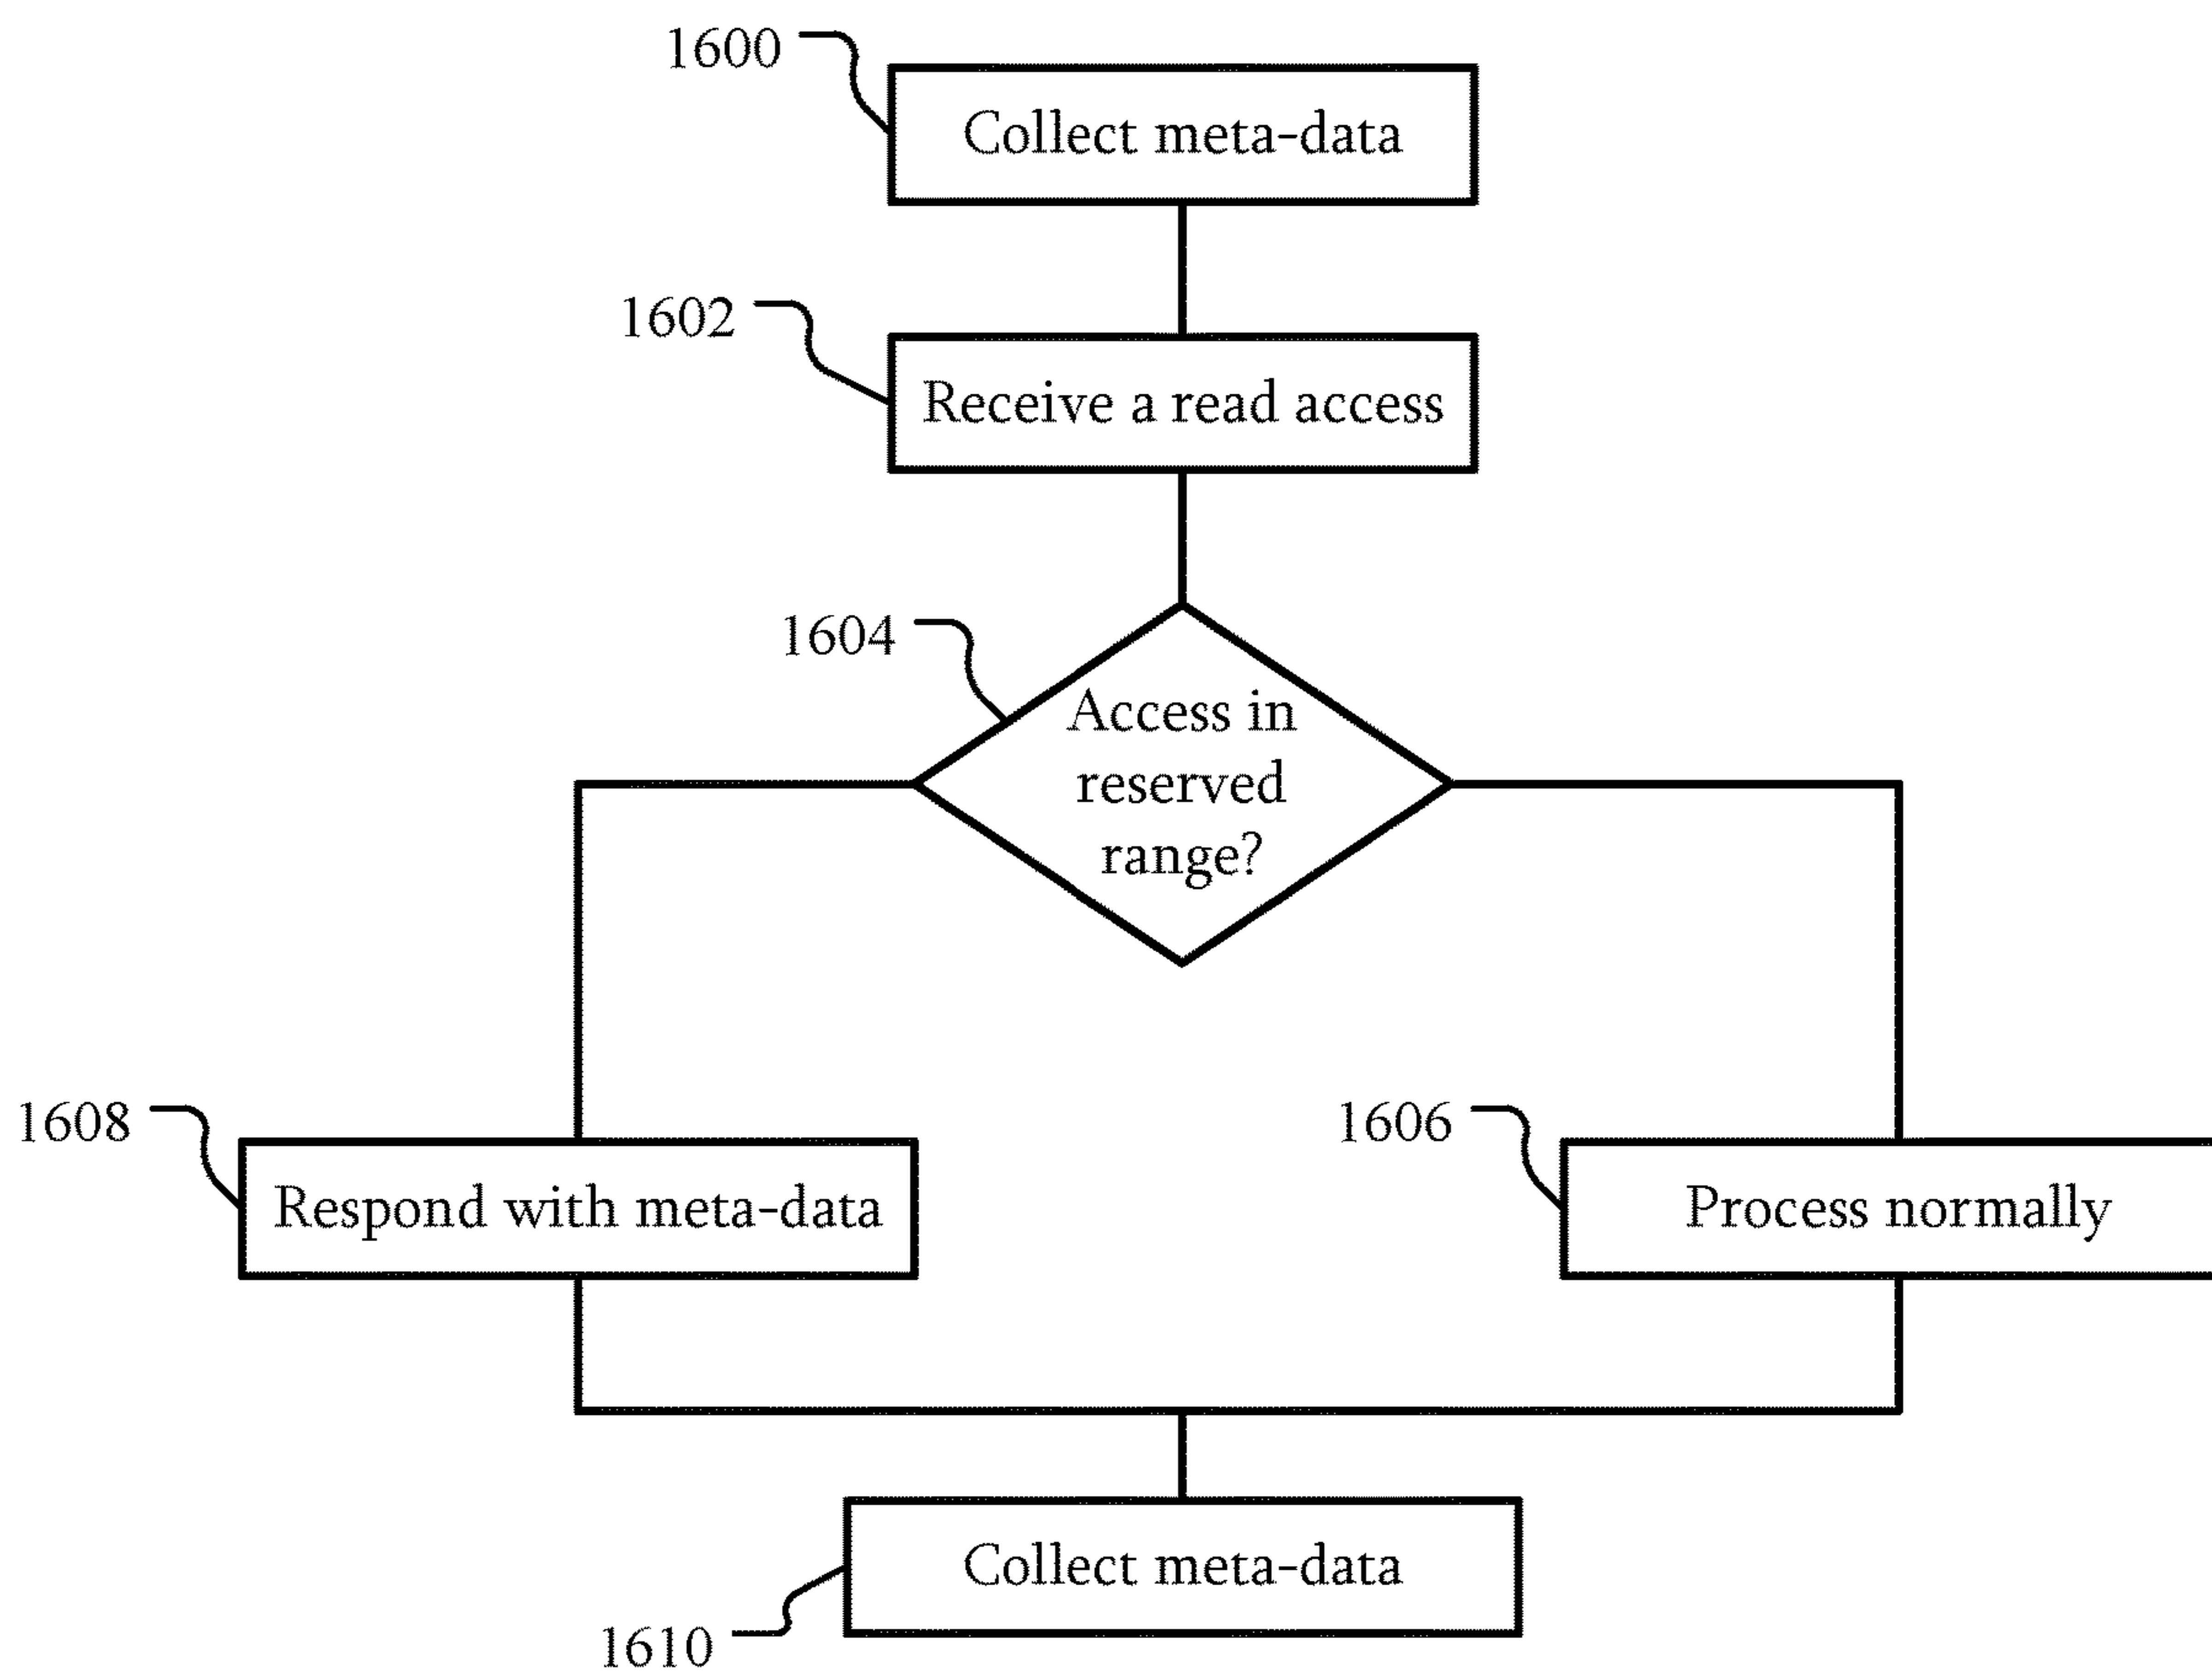 1600
Collect meta-data
1602
Receive a read access
1604
Access in
reserved
range?
1608
Respond with meta-data
1606
Process normally
Collect meta-data
1610